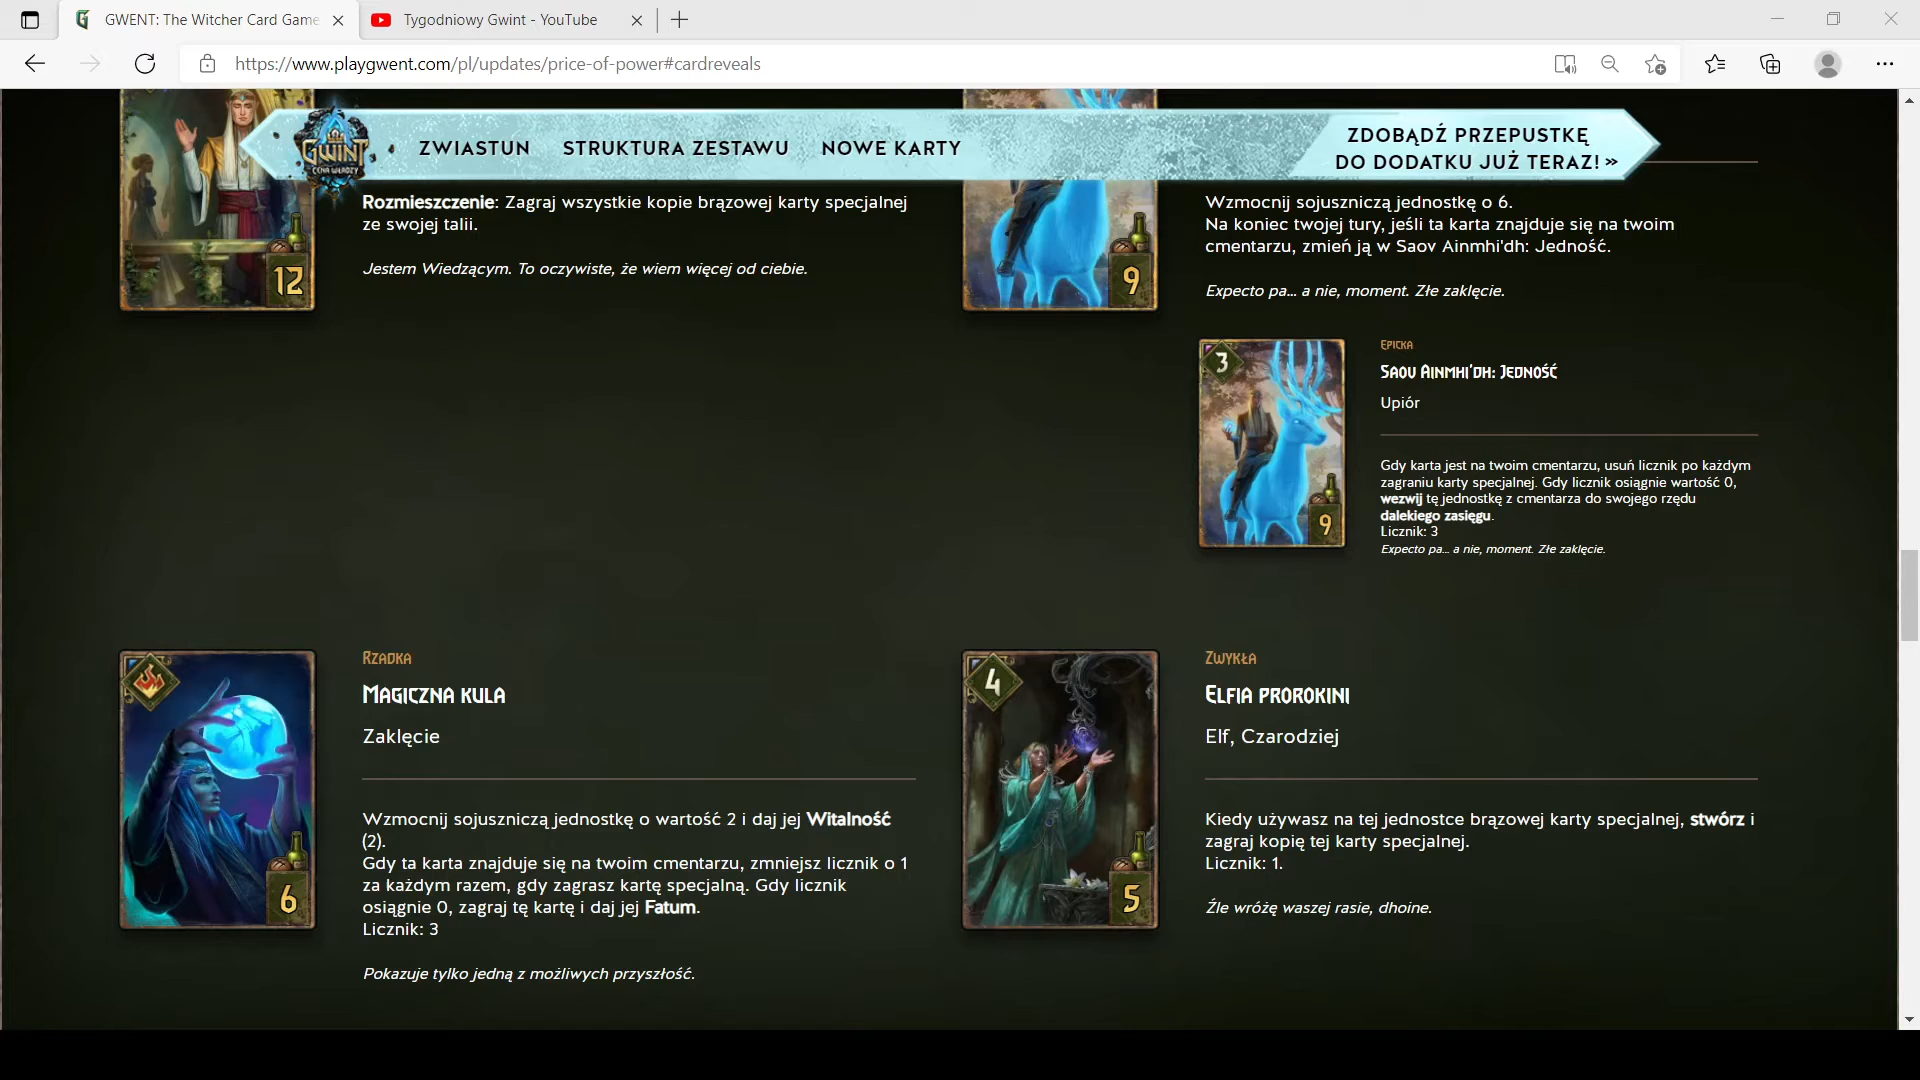 GWENT: The Witcher Card Game
Tygodniowy Gwint - YouTube
https://www.playgwent.com/pl/updates/price-of-power#cardreveals
GWINT
CENA WŁADZY
ZWIASTUN
STRUKTURA ZESTAWU
NOWE KARTY
ZDOBĄDŹ PRZEPUSTKĘ
DO DODATKU JUŻ TERAZ! »
12
Rozmieszczenie: Zagraj wszystkie kopie brązowej karty specjalnej
ze swojej talii.
Jestem Wiedzącym. To oczywiste, że wiem więcej od ciebie.
9
Wzmocnij sojuszniczą jednostkę o 6.
Na koniec twojej tury, jeśli ta karta znajduje się na twoim
cmentarzu, zmień ją w Saov Ainmhi'dh: Jedność.
Expecto pa... a nie, moment. Złe zaklęcie.
3
9
Epicka
Saov Ainmhi'dh: Jedność
Upiór
Gdy karta jest na twoim cmentarzu, usuń licznik po każdym
zagraniu karty specjalnej. Gdy licznik osiągnie wartość 0,
wezwij tę jednostkę z cmentarza do swojego rzędu
dalekiego zasięgu.
Licznik: 3
Expecto pa... a nie, moment. Złe zaklęcie.
6
Rzadka
Magiczna kula
Zaklęcie
Wzmocnij sojuszniczą jednostkę o wartość 2 i daj jej Witalność
(2).
Gdy ta karta znajduje się na twoim cmentarzu, zmniejsz licznik o 1
za każdym razem, gdy zagrasz kartę specjalną. Gdy licznik
osiągnie 0, zagraj tę kartę i daj jej Fatum.
Licznik: 3
Pokazuje tylko jedną z możliwych przyszłość.
4
5
Zwykła
Elfia prorokini
Elf, Czarodziej
Kiedy używasz na tej jednostce brązowej karty specjalnej, stwórz i
zagraj kopię tej karty specjalnej.
Licznik: 1.
Źle wróżę waszej rasie, dhoine.